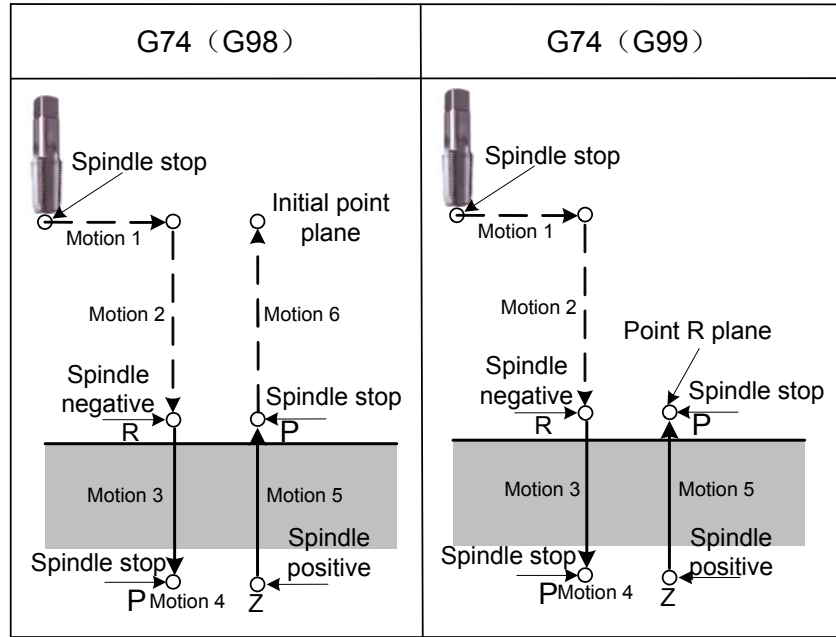 G74（G98）
Spindle stop
Motion 1
Initial point
plane
Motion 2
Motion 6
Spindle
negative
R
Spindle stop
P
Motion 3
Motion 5
Spindle stop
P
Motion 4
Z
Spindle
positive
G74（G99）
Spindle stop
Motion 1
Motion 2
Point R plane
Spindle
negative
R
Spindle stop
P
Motion 3
Motion 5
Spindle stop
P
Motion 4
Z
Spindle
positive